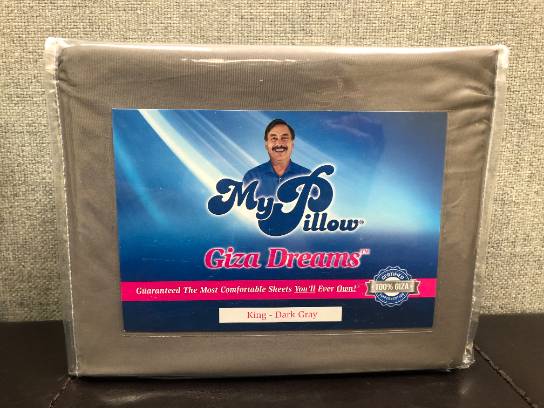 MyPillow®
Giza Dreams™
Guaranteed The Most Comfortable Sheets You'll Ever Own!
100% GIZA
King - Dark Gray